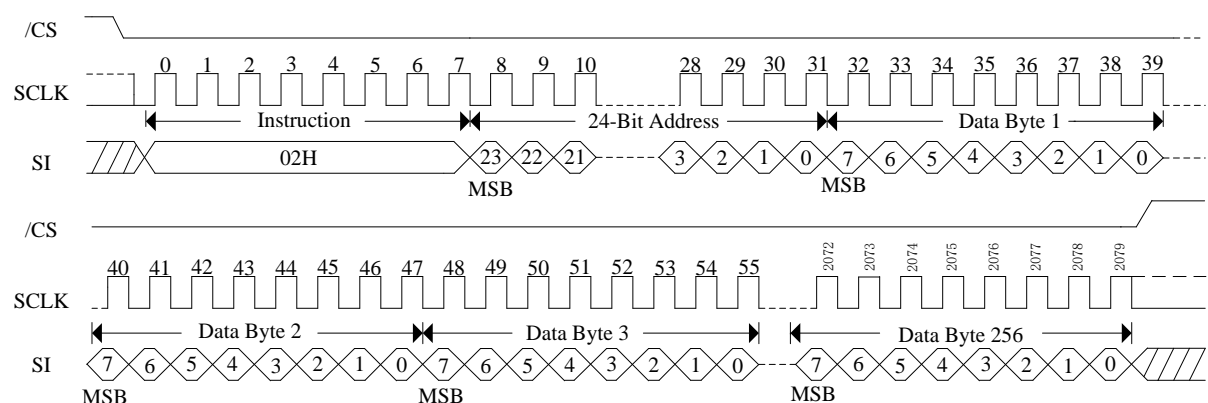 /CS
0 1 2 3 4 5 6 7 8 9 10 28 29 30 31 32 33 34 35 36 37 38 39
SCLK
Instruction 24-Bit Address Data Byte 1
SI 02H 23 22 21 3 2 1 0 7 6 5 4 3 2 1 0
MSB MSB
/CS
40 41 42 43 44 45 46 47 48 49 50 51 52 53 54 55 2072 2073 2074 2075 2076 2077 2078 2079
SCLK
Data Byte 2 Data Byte 3 Data Byte 256
SI 7 6 5 4 3 2 1 0 7 6 5 4 3 2 1 0 7 6 5 4 3 2 1 0
MSB MSB MSB